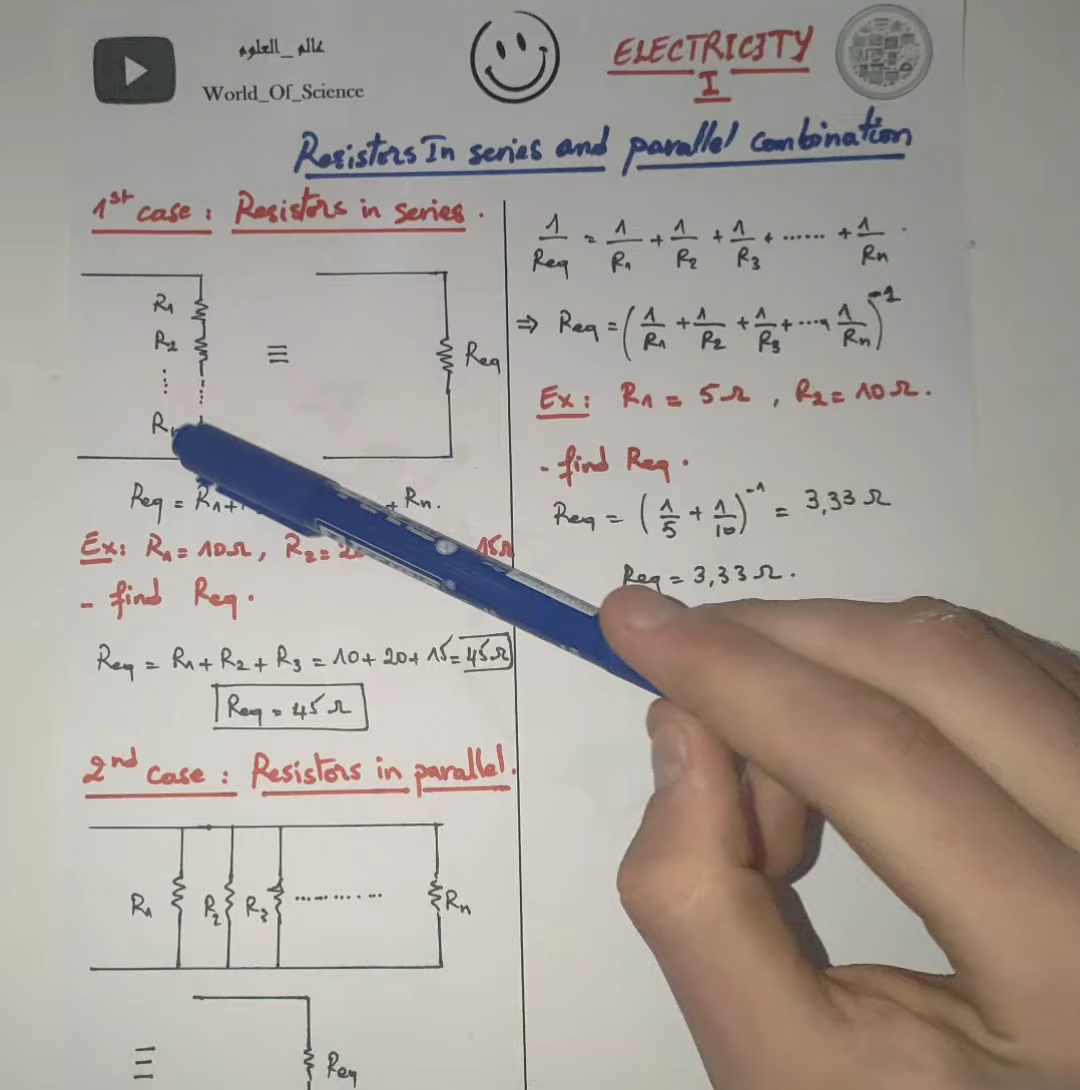 عالم_العلوم
World_Of_Science
ELECTRICITY
I
Resistors In series and parallel combination
1st case : Resistors in series .
R1
R2
.....
≡
Req
Req = R1+ + Rn.
Ex: R1 = 10Ω, R2 = 15Ω
- find Req.
Req = R1 + R2 + R3 = 10 + 20 + 15 = 45Ω
Req = 45Ω
2nd case : Resistors in parallel.
R1 R2 R3 .......... Rn
≡ Req
1/Req = 1/R1 + 1/R2 + 1/R3 + ...... + 1/Rn .
⇒ Req = (1/R1 + 1/R2 + 1/R3 + .... + 1/Rn)^-1
Ex: R1 = 5Ω , R2 = 10Ω .
- find Req .
Req = (1/5 + 1/10)^-1 = 3,33Ω
Req = 3,33Ω .